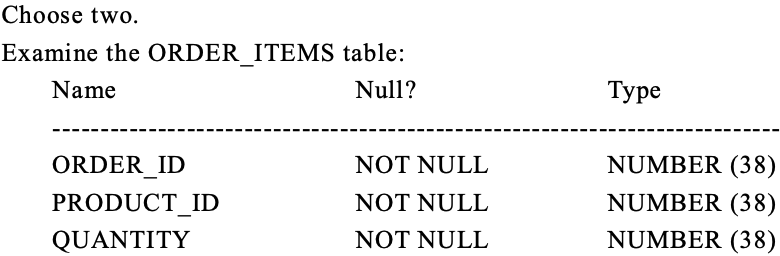 Choose two.
Examine the ORDER_ITEMS table:
Name Null? Type
--------------------------------------------------------------------------
ORDER_ID NOT NULL NUMBER (38)
PRODUCT_ID NOT NULL NUMBER (38)
QUANTITY NOT NULL NUMBER (38)